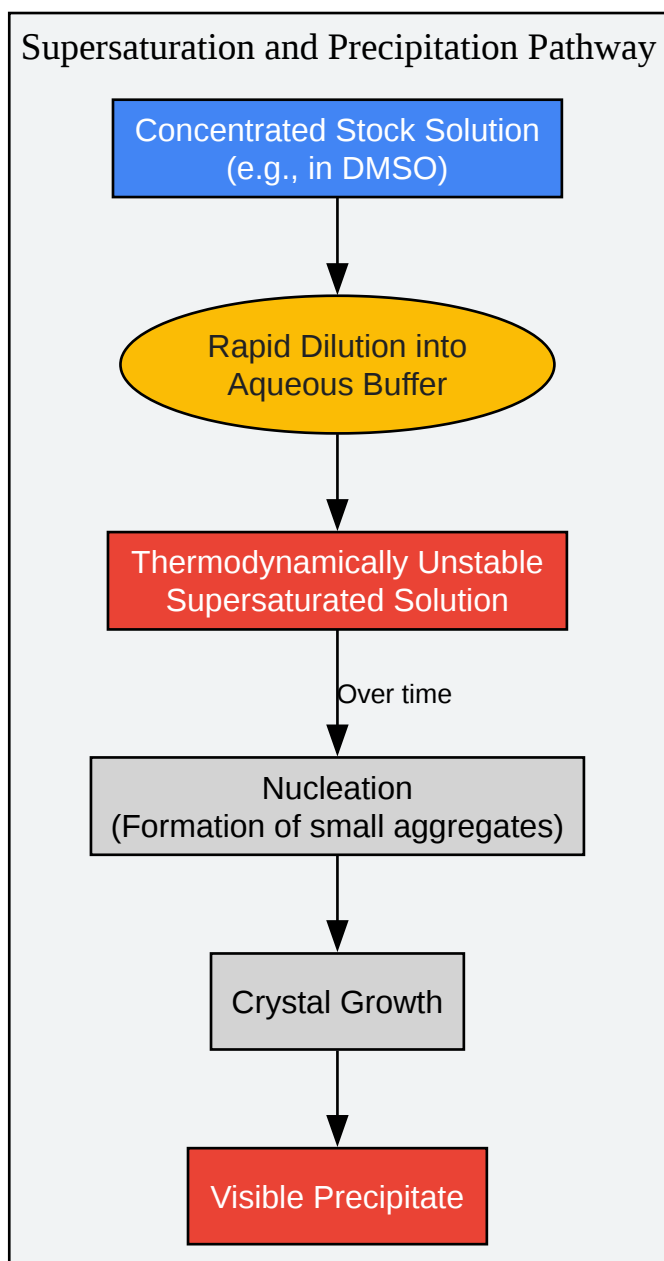 Supersaturation and Precipitation Pathway
Concentrated Stock Solution
(e.g., in DMSO)
Rapid Dilution into
Aqueous Buffer
Thermodynamically Unstable
Supersaturated Solution
Over time
Nucleation
(Formation of small aggregates)
Crystal Growth
Visible Precipitate